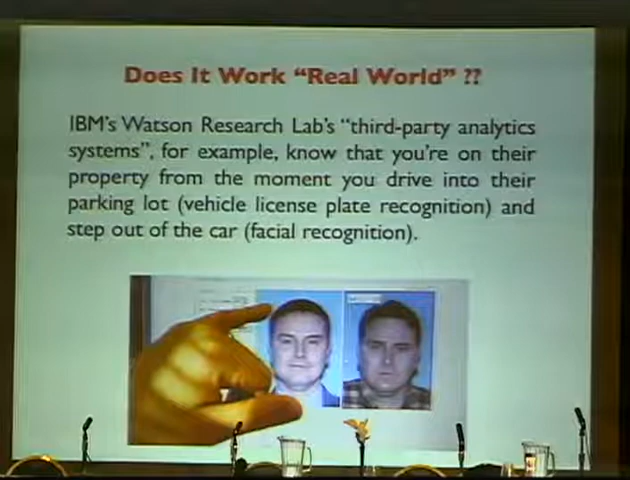 Does It Work “Real World” ??
IBM’s Watson Research Lab’s “third-party analytics
systems”, for example, know that you’re on their
property from the moment you drive into their
parking lot (vehicle license plate recognition) and
step out of the car (facial recognition).